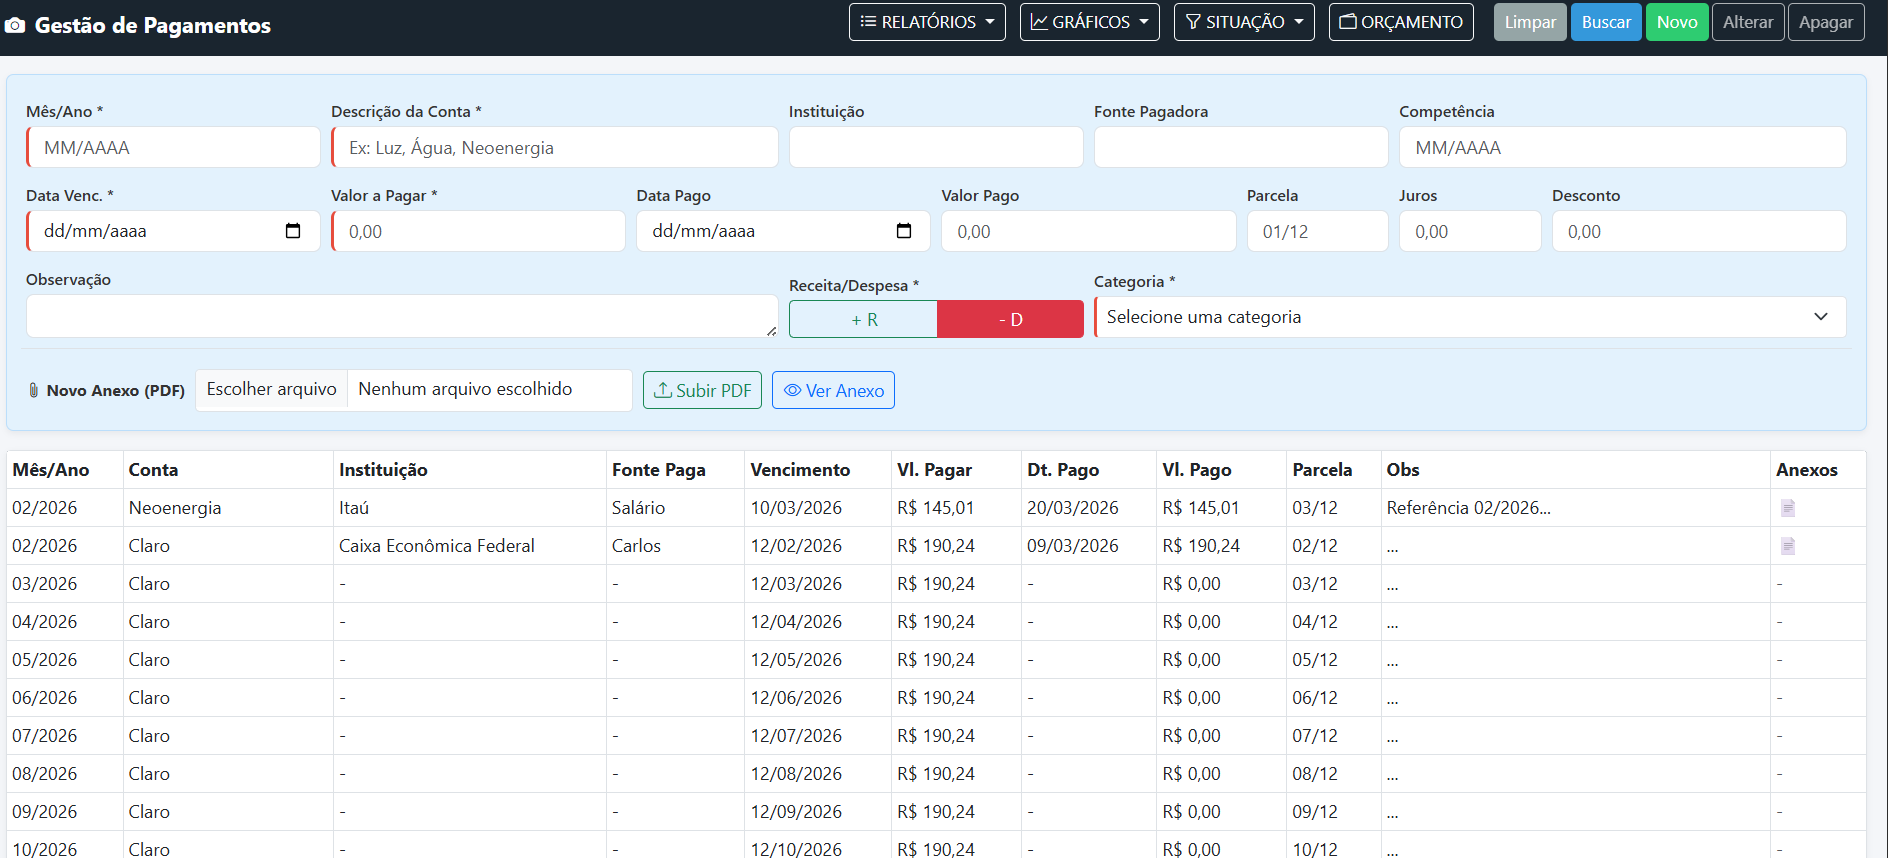 Gestão de Pagamentos RELATÓRIOS GRÁFICOS SITUAÇÃO ORÇAMENTO Limpar Buscar Novo Alterar Apagar
Mês/Ano * Descrição da Conta * Instituição Fonte Pagadora Competência
MM/AAAA Ex: Luz, Água, Neoenergia MM/AAAA
Data Venc. * Valor a Pagar * Data Pago Valor Pago Parcela Juros Desconto
dd/mm/aaaa 0,00 dd/mm/aaaa 0,00 01/12 0,00 0,00
Observação Receita/Despesa * Categoria *
+ R - D Selecione uma categoria
Novo Anexo (PDF) Escolher arquivo Nenhum arquivo escolhido Subir PDF Ver Anexo
Mês/Ano Conta Instituição Fonte Paga Vencimento Vl. Pagar Dt. Pago Vl. Pago Parcela Obs Anexos
02/2026 Neoenergia Itaú Salário 10/03/2026 R$ 145,01 20/03/2026 R$ 145,01 03/12 Referência 02/2026...
02/2026 Claro Caixa Econômica Federal Carlos 12/02/2026 R$ 190,24 09/03/2026 R$ 190,24 02/12 ...
03/2026 Claro - - 12/03/2026 R$ 190,24 - R$ 0,00 03/12 ... -
04/2026 Claro - - 12/04/2026 R$ 190,24 - R$ 0,00 04/12 ... -
05/2026 Claro - - 12/05/2026 R$ 190,24 - R$ 0,00 05/12 ... -
06/2026 Claro - - 12/06/2026 R$ 190,24 - R$ 0,00 06/12 ... -
07/2026 Claro - - 12/07/2026 R$ 190,24 - R$ 0,00 07/12 ... -
08/2026 Claro - - 12/08/2026 R$ 190,24 - R$ 0,00 08/12 ... -
09/2026 Claro - - 12/09/2026 R$ 190,24 - R$ 0,00 09/12 ... -
10/2026 Claro - - 12/10/2026 R$ 190,24 - R$ 0,00 10/12 ... -